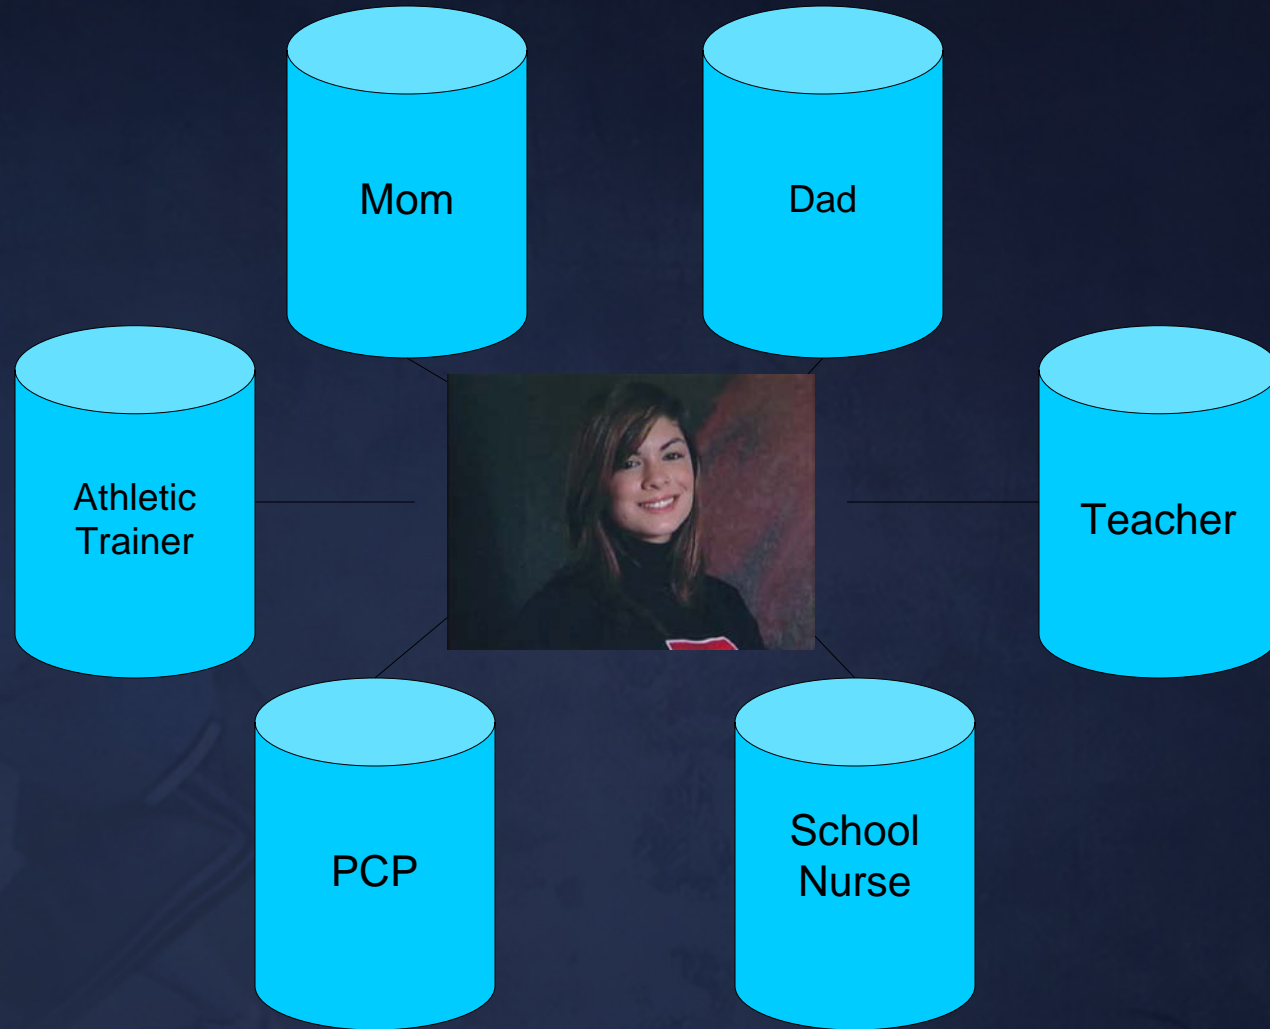 Mom
Dad
Athletic
Trainer
Teacher
PCP
School
Nurse